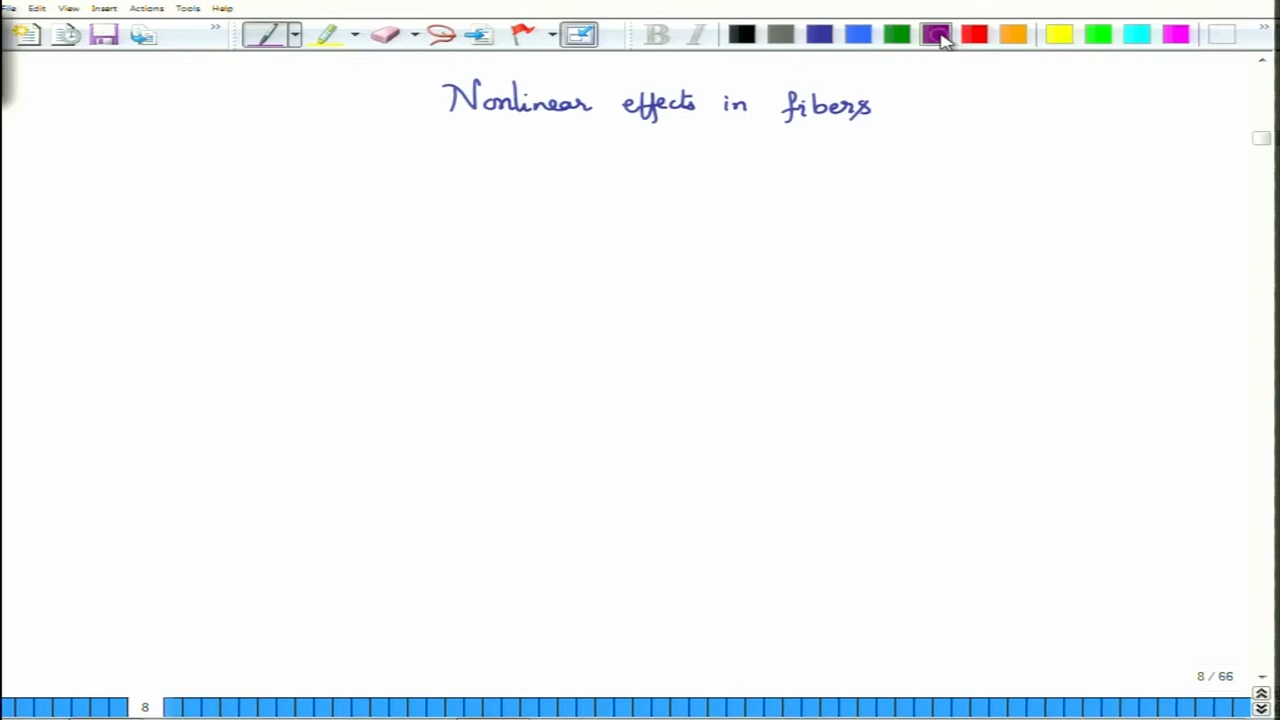 File Edit View Insert Actions Tools Help
B I
Nonlinear effects in fibers
8 / 66
8